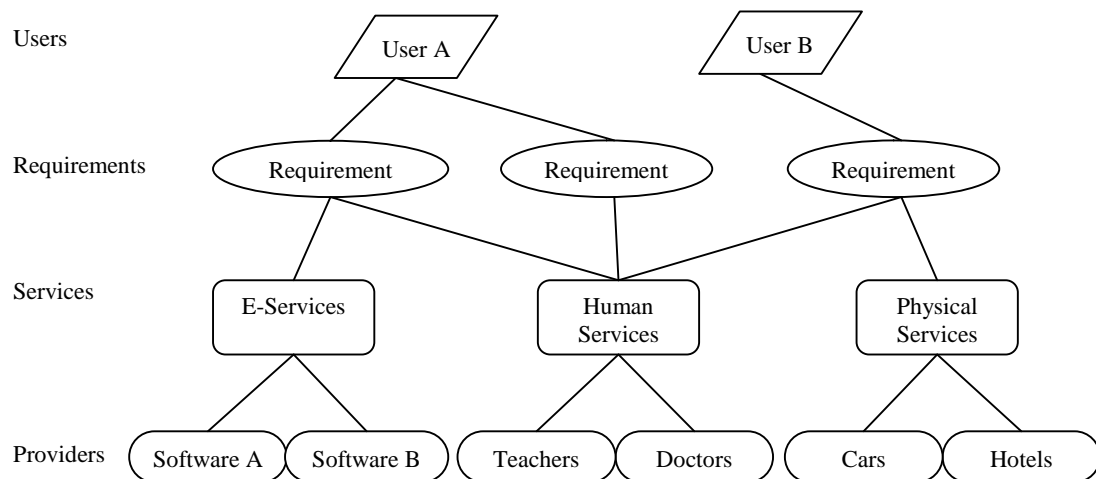 Users
User A
User B
Requirements
Requirement
Requirement
Requirement
Services
E-Services
Human
Services
Physical
Services
Providers
Software A
Software B
Teachers
Doctors
Cars
Hotels